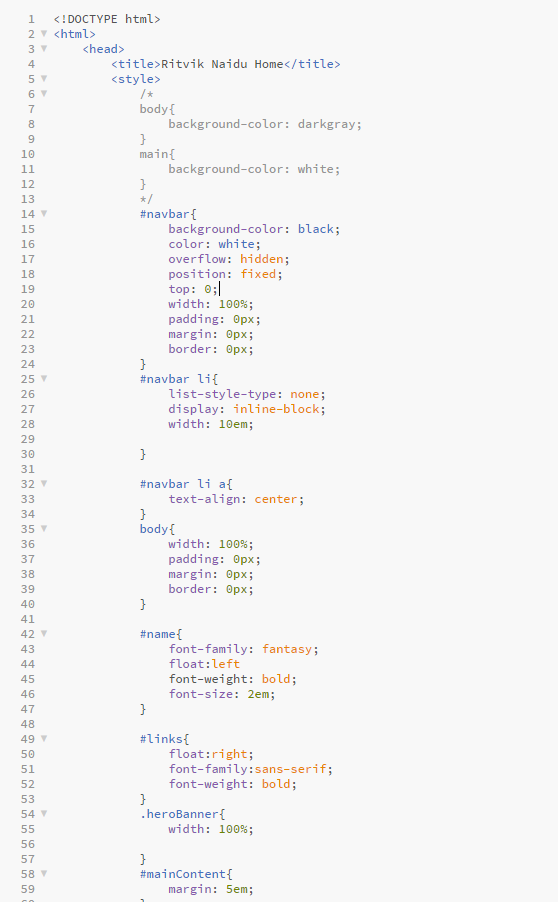 1 <!DOCTYPE html>
2 <html>
3 <head>
4 <title>Ritvik Naidu Home</title>
5 <style>
6 /*
7 body{
8 background-color: darkgray;
9 }
10 main{
11 background-color: white;
12 }
13 */
14 #navbar{
15 background-color: black;
16 color: white;
17 overflow: hidden;
18 position: fixed;
19 top: 0;
20 width: 100%;
21 padding: 0px;
22 margin: 0px;
23 border: 0px;
24 }
25 #navbar li{
26 list-style-type: none;
27 display: inline-block;
28 width: 10em;
29
30 }
31
32 #navbar li a{
33 text-align: center;
34 }
35 body{
36 width: 100%;
37 padding: 0px;
38 margin: 0px;
39 border: 0px;
40 }
41
42 #name{
43 font-family: fantasy;
44 float:left
45 font-weight: bold;
46 font-size: 2em;
47 }
48
49 #links{
50 float:right;
51 font-family:sans-serif;
52 font-weight: bold;
53 }
54 .heroBanner{
55 width: 100%;
56
57 }
58 #mainContent{
59 margin: 5em;